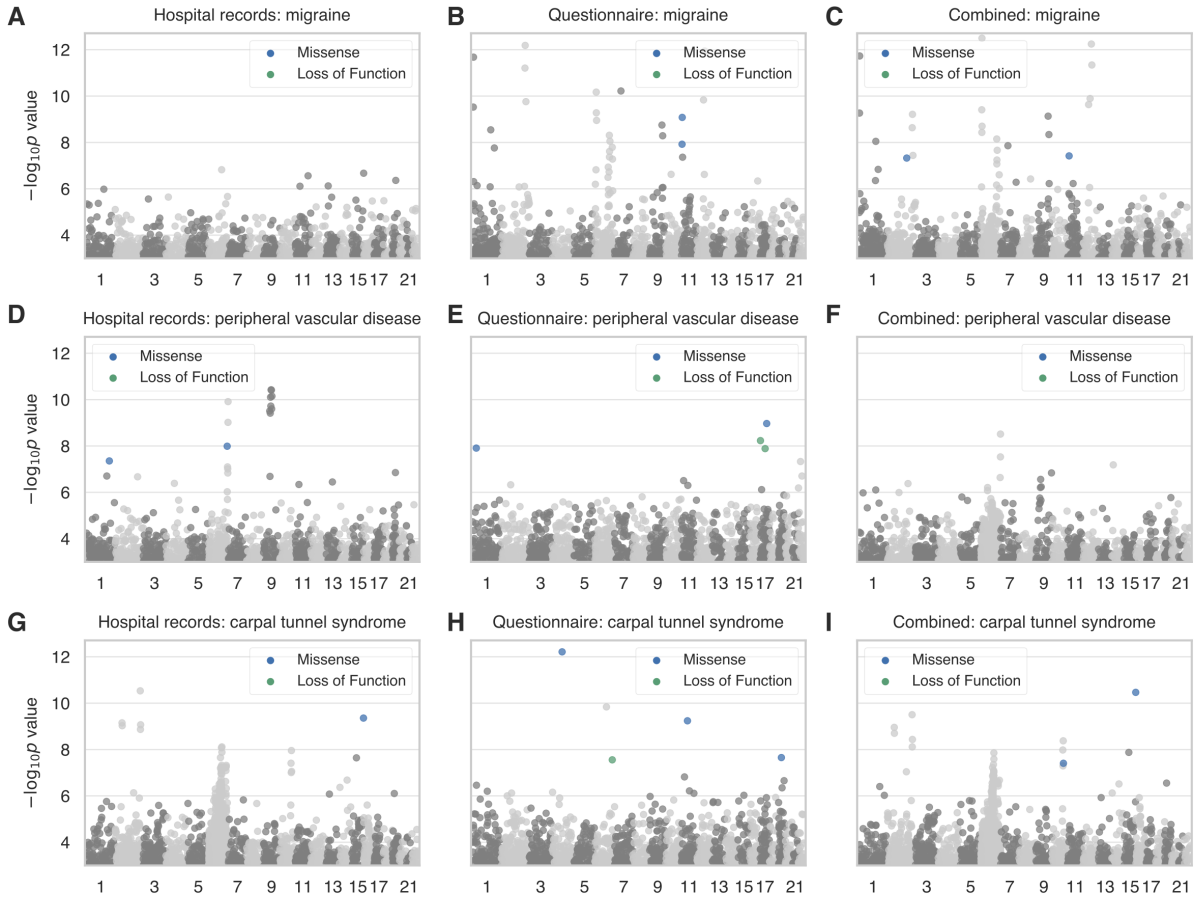 A Hospital records: migraine
B Questionnaire: migraine
C Combined: migraine
−log10p value
12
10
8
6
4
Missense
Loss of Function
Missense
Loss of Function
Missense
Loss of Function
1 3 5 7 9 11 13 15 17 21
1 3 5 7 9 11 13 15 17 21
1 3 5 7 9 11 13 15 17 21
D Hospital records: peripheral vascular disease
E Questionnaire: peripheral vascular disease
F Combined: peripheral vascular disease
−log10p value
12
10
8
6
4
Missense
Loss of Function
Missense
Loss of Function
Missense
Loss of Function
1 3 5 7 9 11 13 15 17 21
1 3 5 7 9 11 13 15 17 21
1 3 5 7 9 11 13 15 17 21
G Hospital records: carpal tunnel syndrome
H Questionnaire: carpal tunnel syndrome
I Combined: carpal tunnel syndrome
−log10p value
12
10
8
6
4
Missense
Loss of Function
Missense
Loss of Function
Missense
Loss of Function
1 3 5 7 9 11 13 15 17 21
1 3 5 7 9 11 13 15 17 21
1 3 5 7 9 11 13 15 17 21